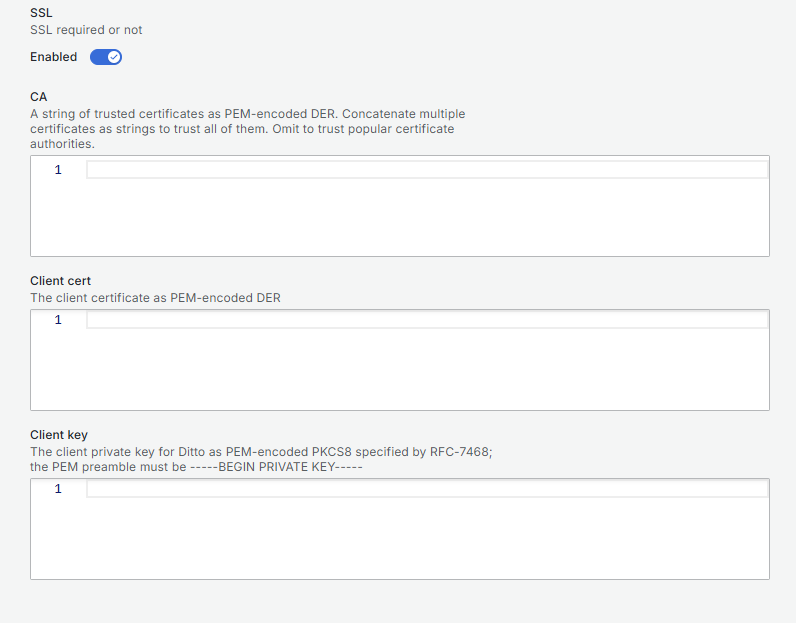 SSL
SSL required or not
Enabled
CA
A string of trusted certificates as PEM-encoded DER. Concatenate multiple
certificates as strings to trust all of them. Omit to trust popular certificate
authorities.
1
Client cert
The client certificate as PEM-encoded DER
1
Client key
The client private key for Ditto as PEM-encoded PKCS8 specified by RFC-7468;
the PEM preamble must be -----BEGIN PRIVATE KEY-----
1